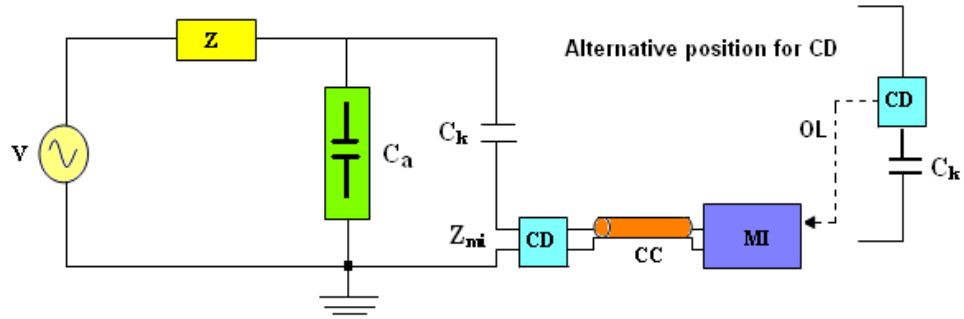 Z
Alternative position for CD
CD
OL
V
Ck
Ca
Ck
Zmi
CD
MI
CC